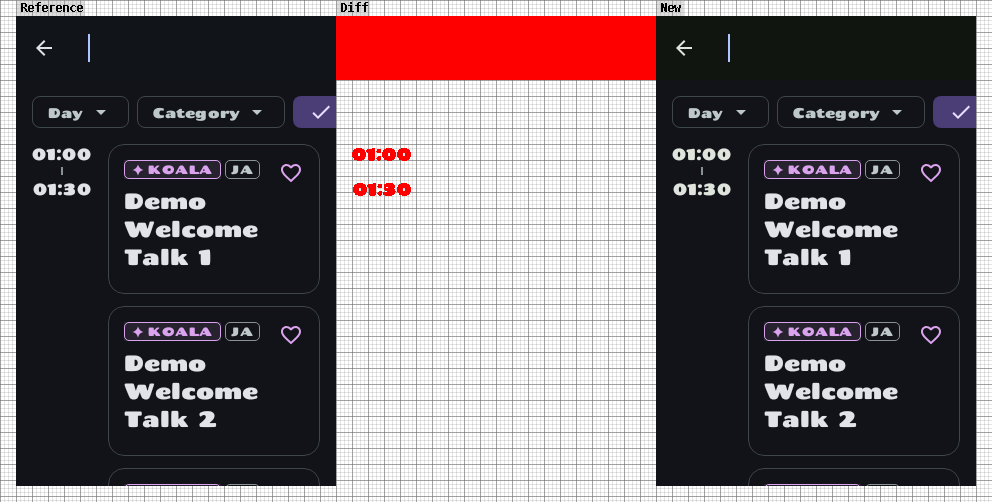 Reference
Diff
New
Day
Category
01:00
01:30
KOALA
JA
Demo
Welcome
Talk 1
KOALA
JA
Demo
Welcome
Talk 2
01:00
01:30
Day
Category
01:00
01:30
KOALA
JA
Demo
Welcome
Talk 1
KOALA
JA
Demo
Welcome
Talk 2